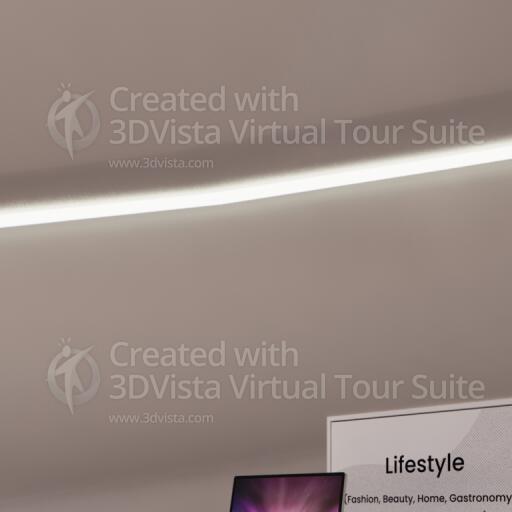 Created with
3DVista Virtual Tour Suite
www.3dvista.com
Created with
3DVista Virtual Tour Suite
www.3dvista.com
Lifestyle
(Fashion, Beauty, Home, Gastronomy